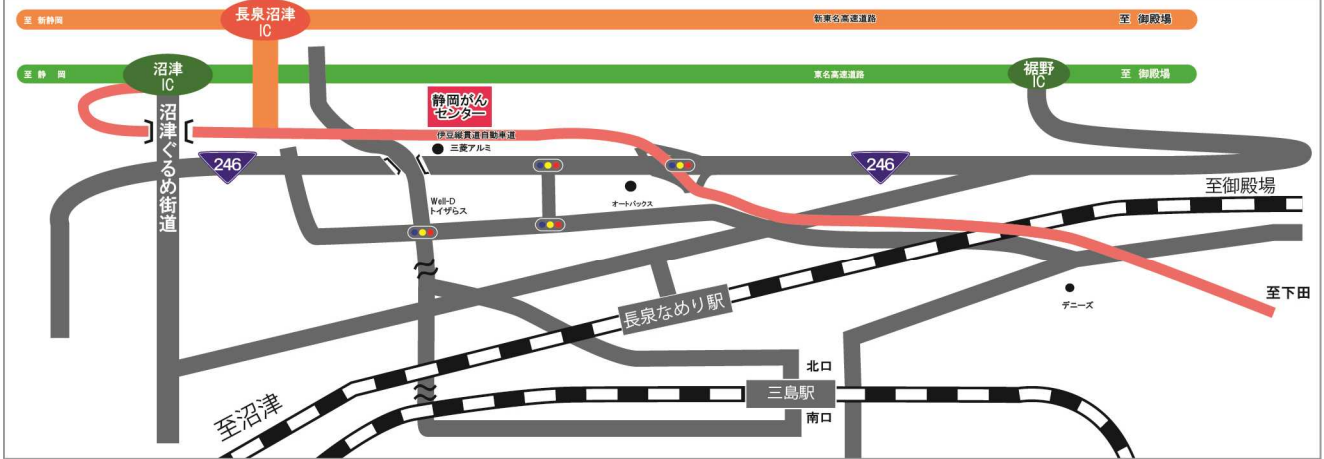 至 新静岡
長泉沼津
IC
新東名高速道路
至 御殿場
至 静 岡
沼津
IC
東名高速道路
裾野
IC
至 御殿場
静岡がん
センター
伊豆縦貫道自動車道
三菱アルミ
沼津ぐるめ街道
246
246
Well-D
トイザらス
オートバックス
至御殿場
至下田
デニーズ
長泉なめり駅
北口
三島駅
南口
至沼津